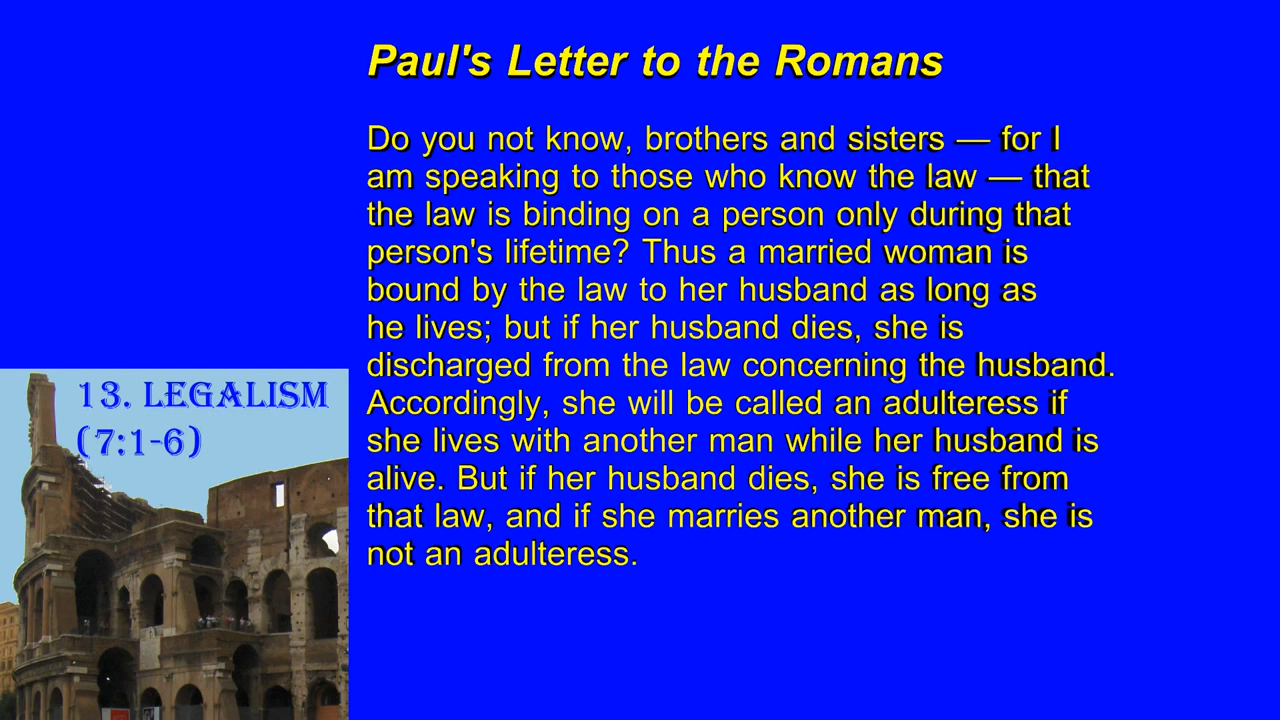 Paul's Letter to the Romans
Do you not know, brothers and sisters — for I
am speaking to those who know the law — that
the law is binding on a person only during that
person's lifetime? Thus a married woman is
bound by the law to her husband as long as
he lives; but if her husband dies, she is
discharged from the law concerning the husband.
Accordingly, she will be called an adulteress if
she lives with another man while her husband is
alive. But if her husband dies, she is free from
that law, and if she marries another man, she is
not an adulteress.
13. LEGALISM
(7:1-6)